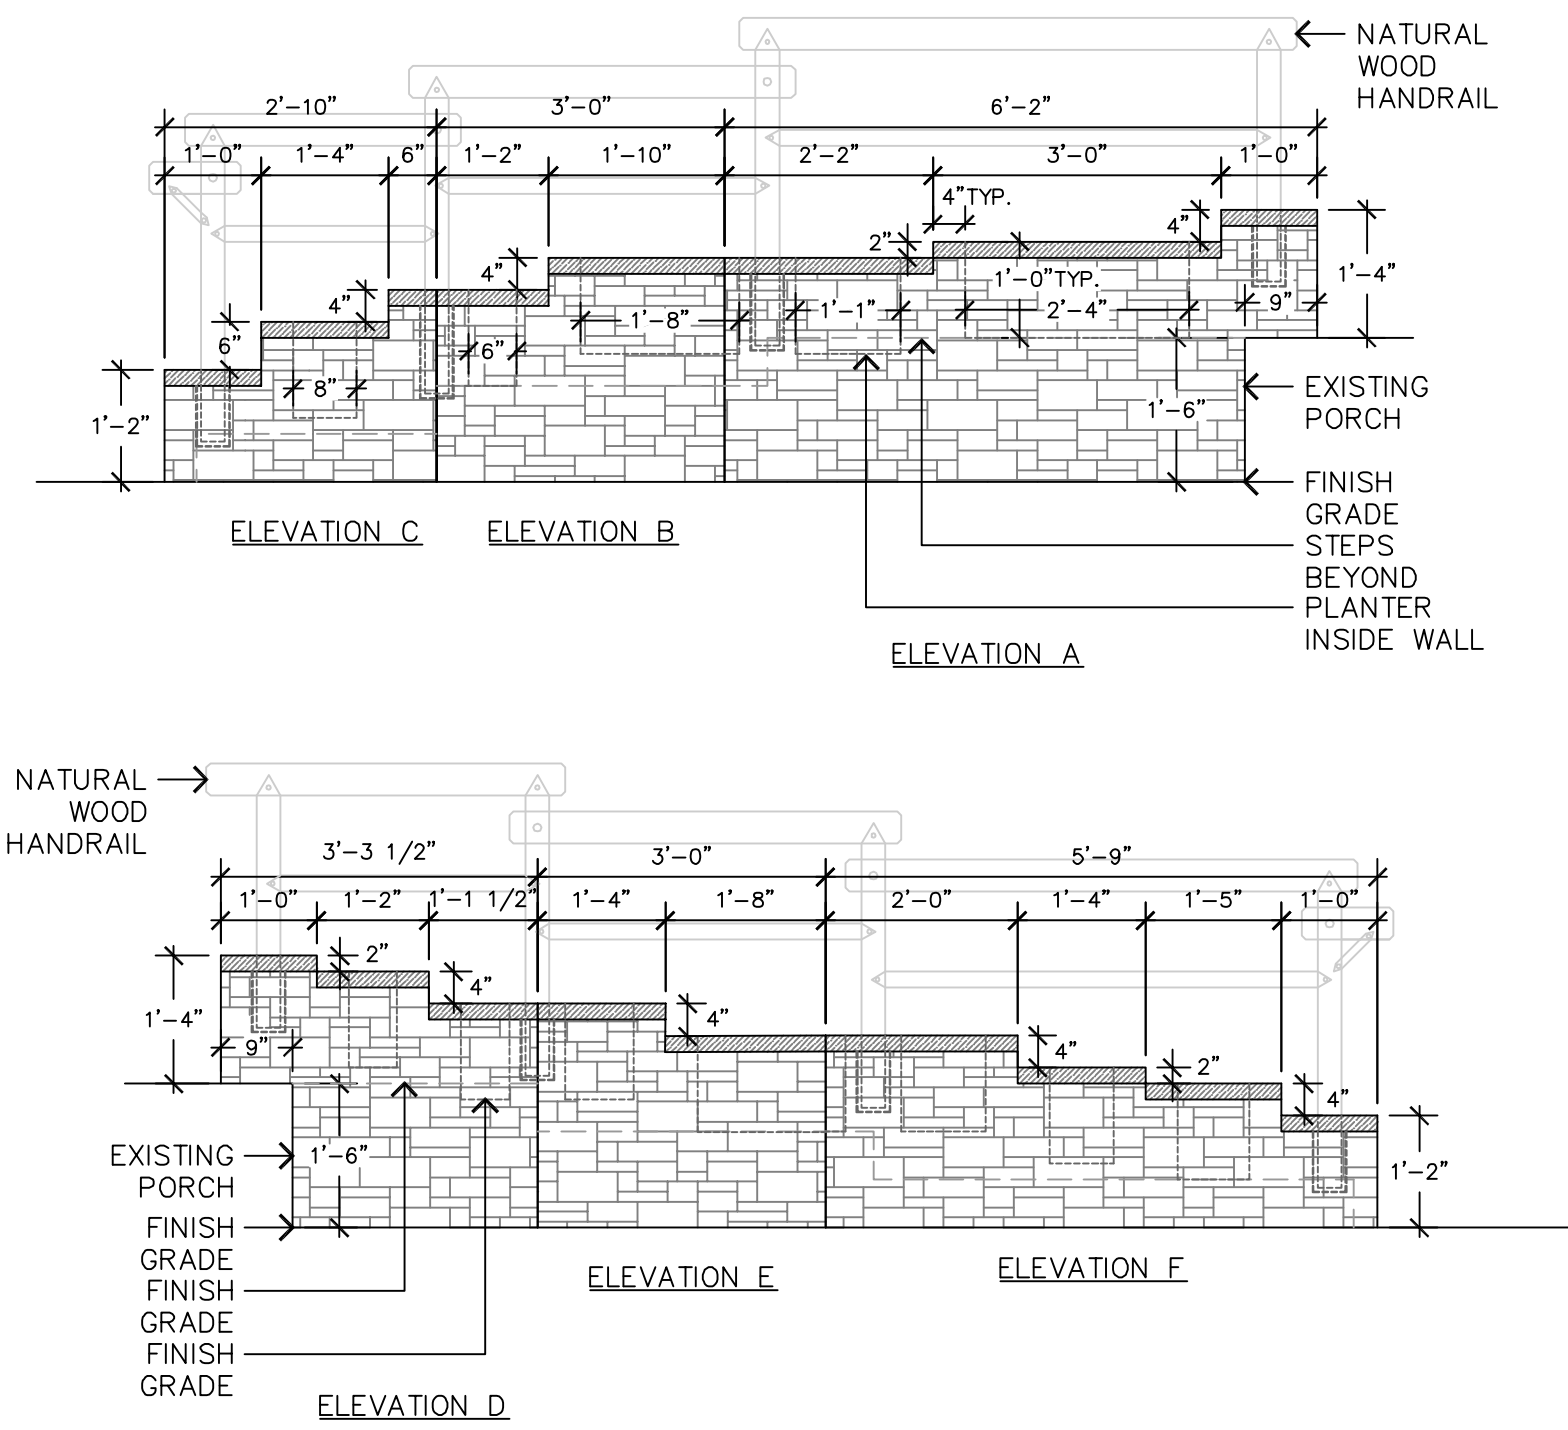 NATURAL
WOOD
HANDRAIL
2'-10" 3'-0" 6'-2"
1'-0" 1'-4" 6" 1'-2" 1'-10" 2'-2" 3'-0" 1'-0"
4"TYP.
4" 6" 4" 2" 4"
1'-0"TYP.
1'-4"
1'-8" 1'-1" 2'-4" 9"
6"
8"
1'-2"
1'-6"
EXISTING
PORCH
FINISH
GRADE
STEPS
BEYOND
PLANTER
INSIDE WALL
ELEVATION C
ELEVATION B
ELEVATION A
NATURAL
WOOD
HANDRAIL
3'-3 1/2" 3'-0" 5'-9"
1'-0" 1'-2" 1'-1 1/2" 1'-4" 1'-8" 2'-0" 1'-4" 1'-5" 1'-0"
2" 4" 4" 4" 2" 4"
1'-4"
9"
1'-6"
1'-2"
EXISTING
PORCH
FINISH
GRADE
FINISH
GRADE
FINISH
GRADE
ELEVATION D
ELEVATION E
ELEVATION F